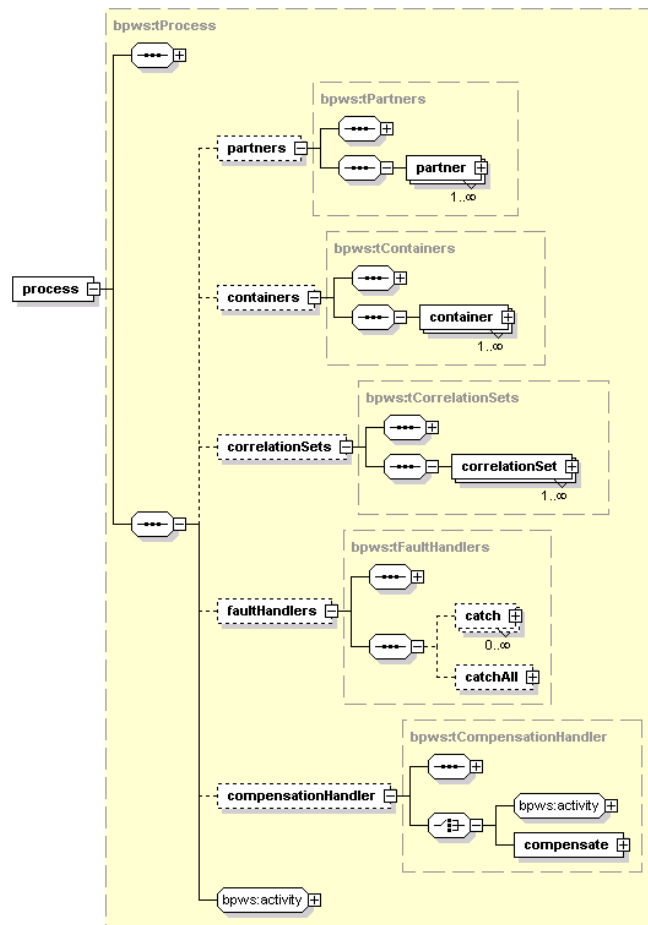 bpws:tProcess
bpws:tPartners
partners
partner
1..∞
bpws:tContainers
process
containers
container
1..∞
bpws:tCorrelationSets
correlationSets
correlationSet
1..∞
bpws:tFaultHandlers
faultHandlers
catch
0..∞
catchAll
bpws:tCompensationHandler
compensationHandler
bpws:activity
compensate
bpws:activity